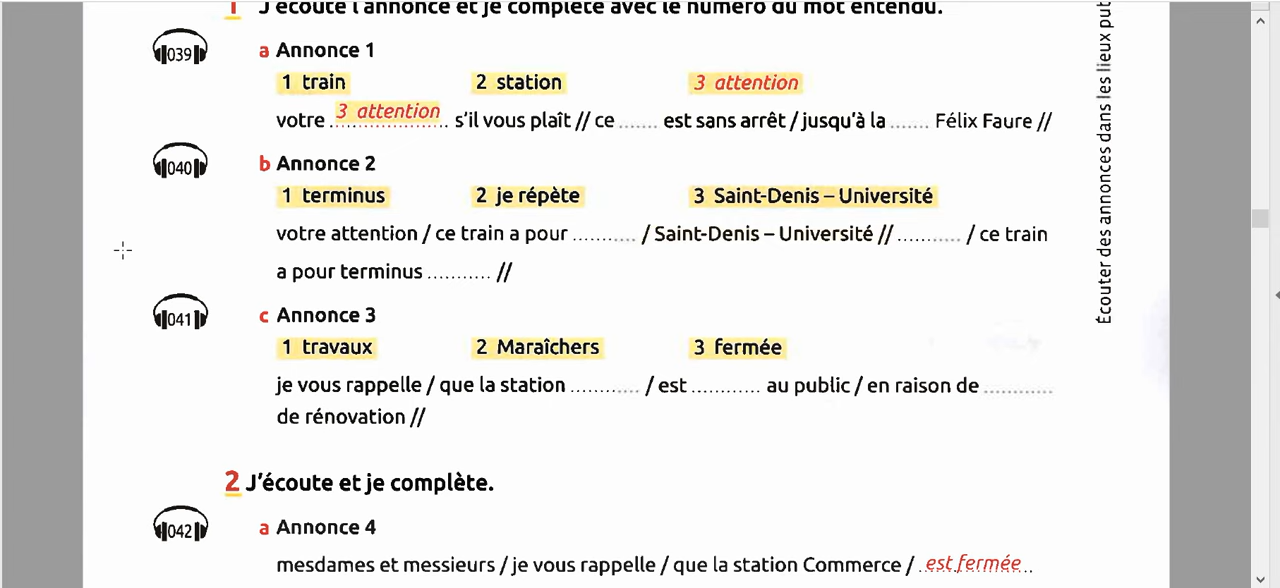 1 J'écoute l'annonce et je complète avec le numéro du mot entendu.
039 a Annonce 1
1 train 2 station 3 attention
votre 3 attention s'il vous plaît // ce ...... est sans arrêt / jusqu'à la ...... Félix Faure //
040 b Annonce 2
1 terminus 2 je répète 3 Saint-Denis – Université
votre attention / ce train a pour ........... / Saint-Denis – Université // ........... / ce train
a pour terminus ........... //
041 c Annonce 3
1 travaux 2 Maraîchers 3 fermée
je vous rappelle / que la station ............ / est ............ au public / en raison de ............
de rénovation //
2 J'écoute et je complète.
042 a Annonce 4
mesdames et messieurs / je vous rappelle / que la station Commerce / est fermée
Écouter des annonces dans les lieux